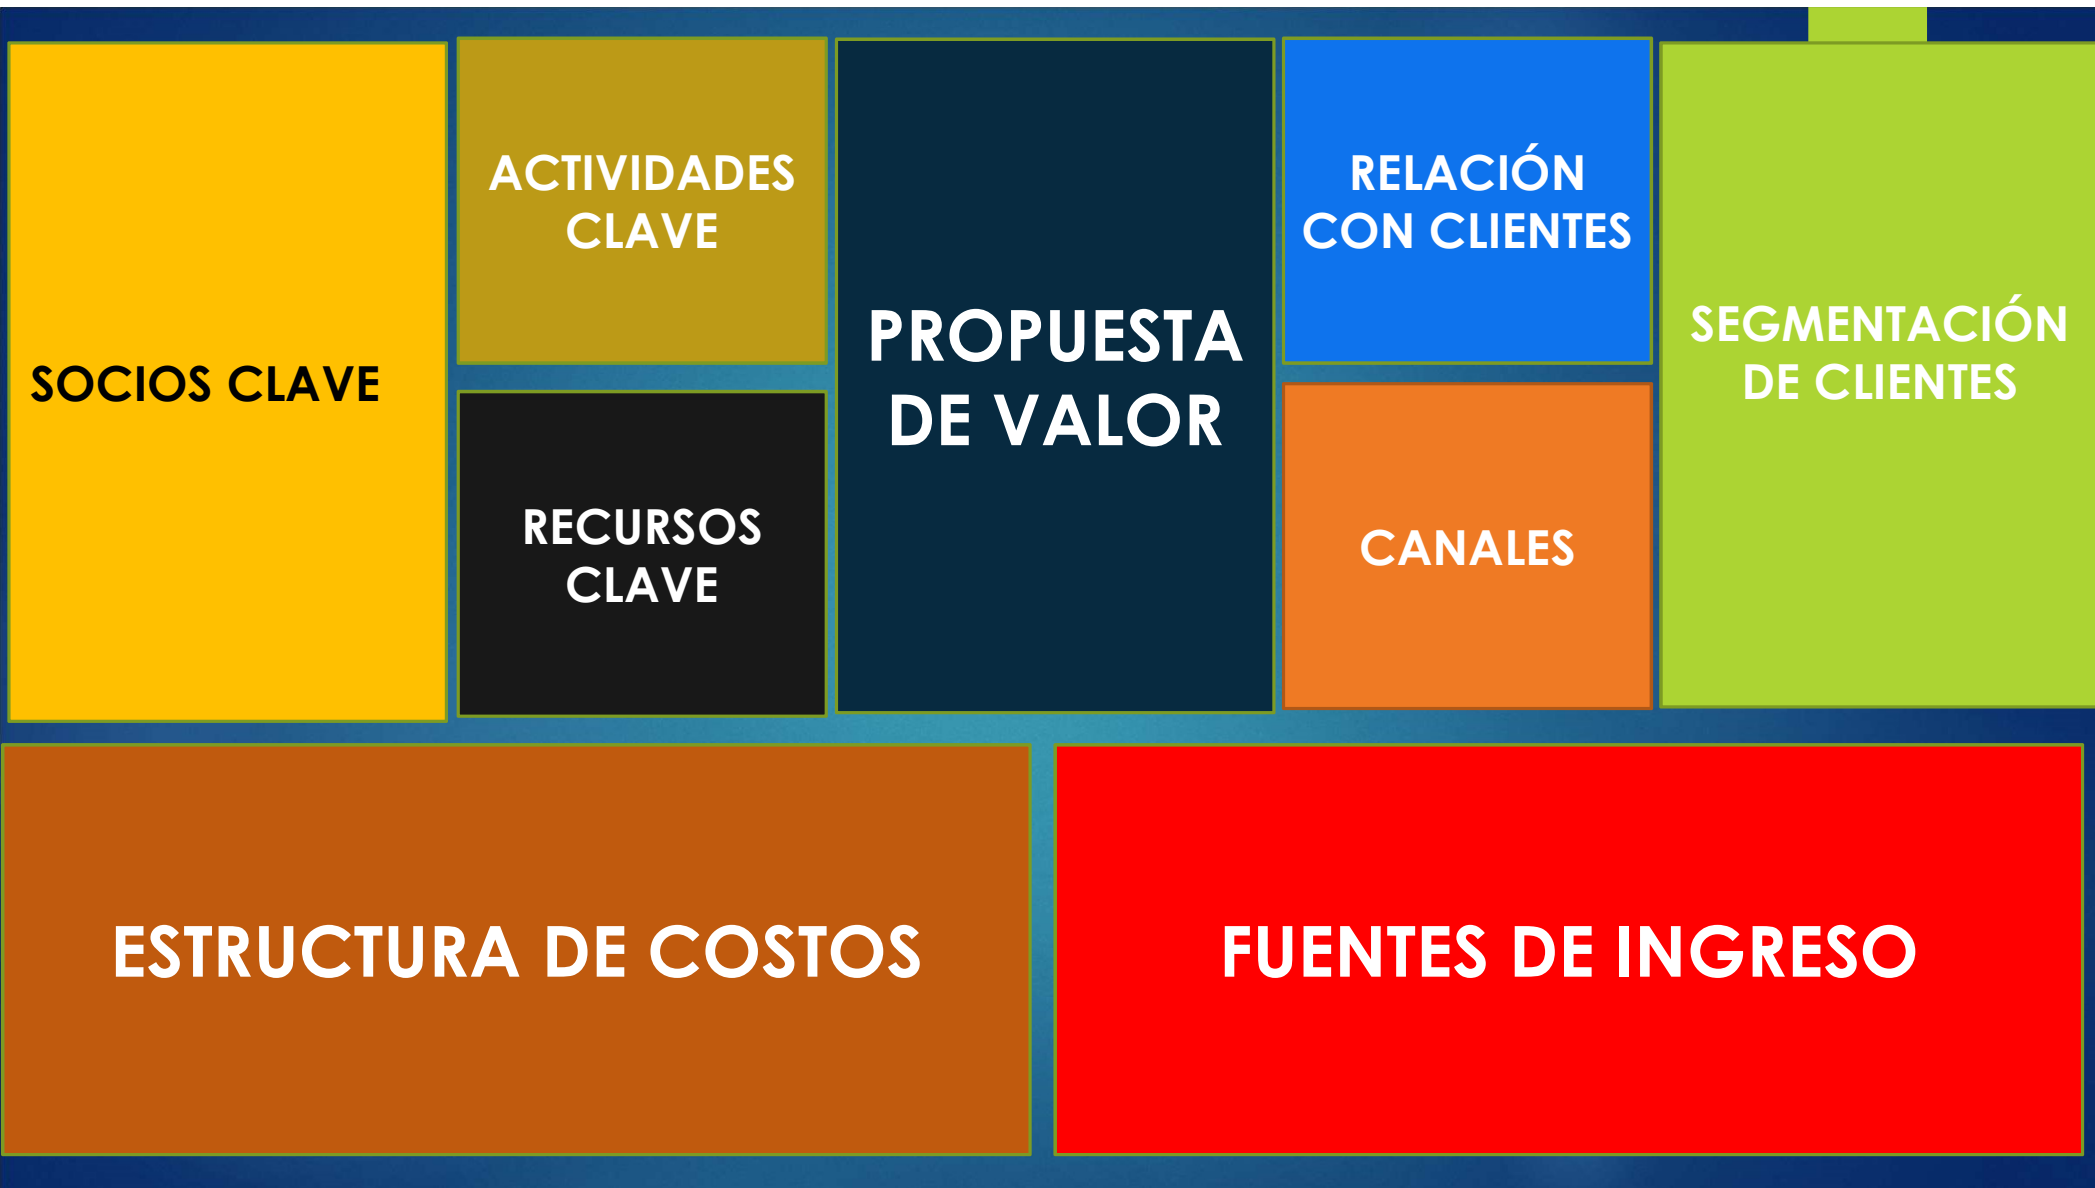 SOCIOS CLAVE
ACTIVIDADES
CLAVE
RECURSOS
CLAVE
PROPUESTA
DE VALOR
RELACIÓN
CON CLIENTES
CANALES
SEGMENTACIÓN
DE CLIENTES
ESTRUCTURA DE COSTOS
FUENTES DE INGRESO